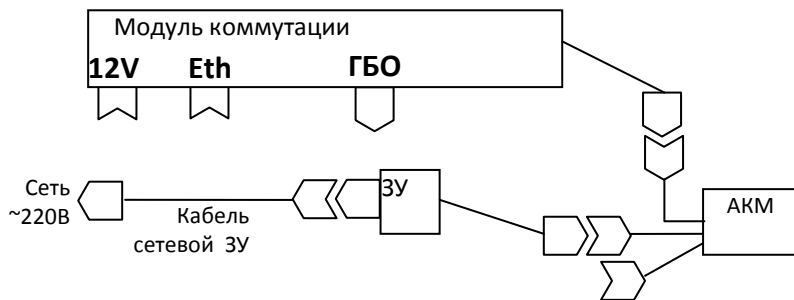 Модуль коммутации
12V Eth ГБО
Сеть
~220В
Кабель
сетевой ЗУ
ЗУ
АКМ